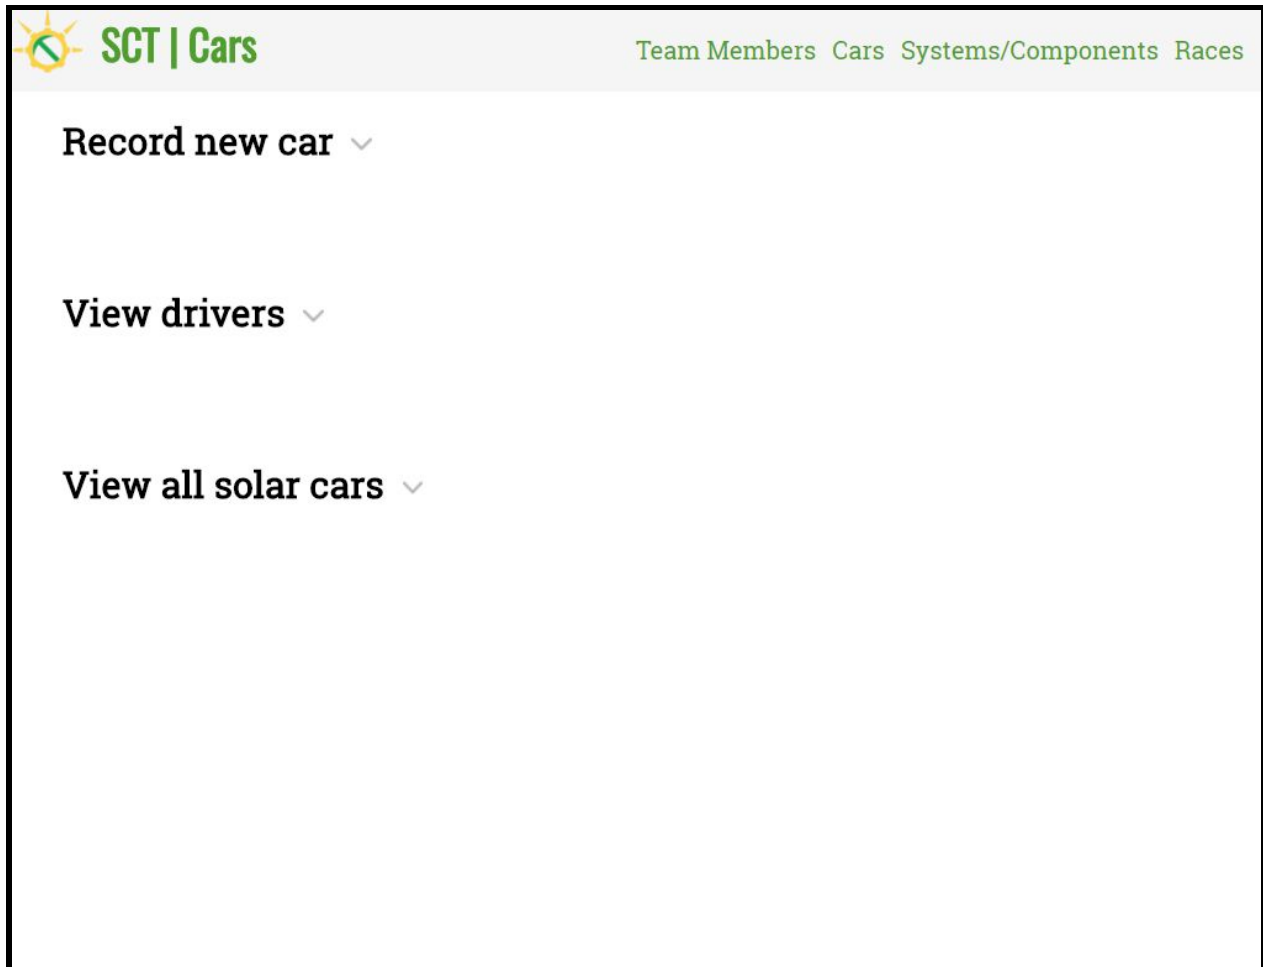 SCT | Cars
Team Members Cars Systems/Components Races
Record new car
View drivers
View all solar cars